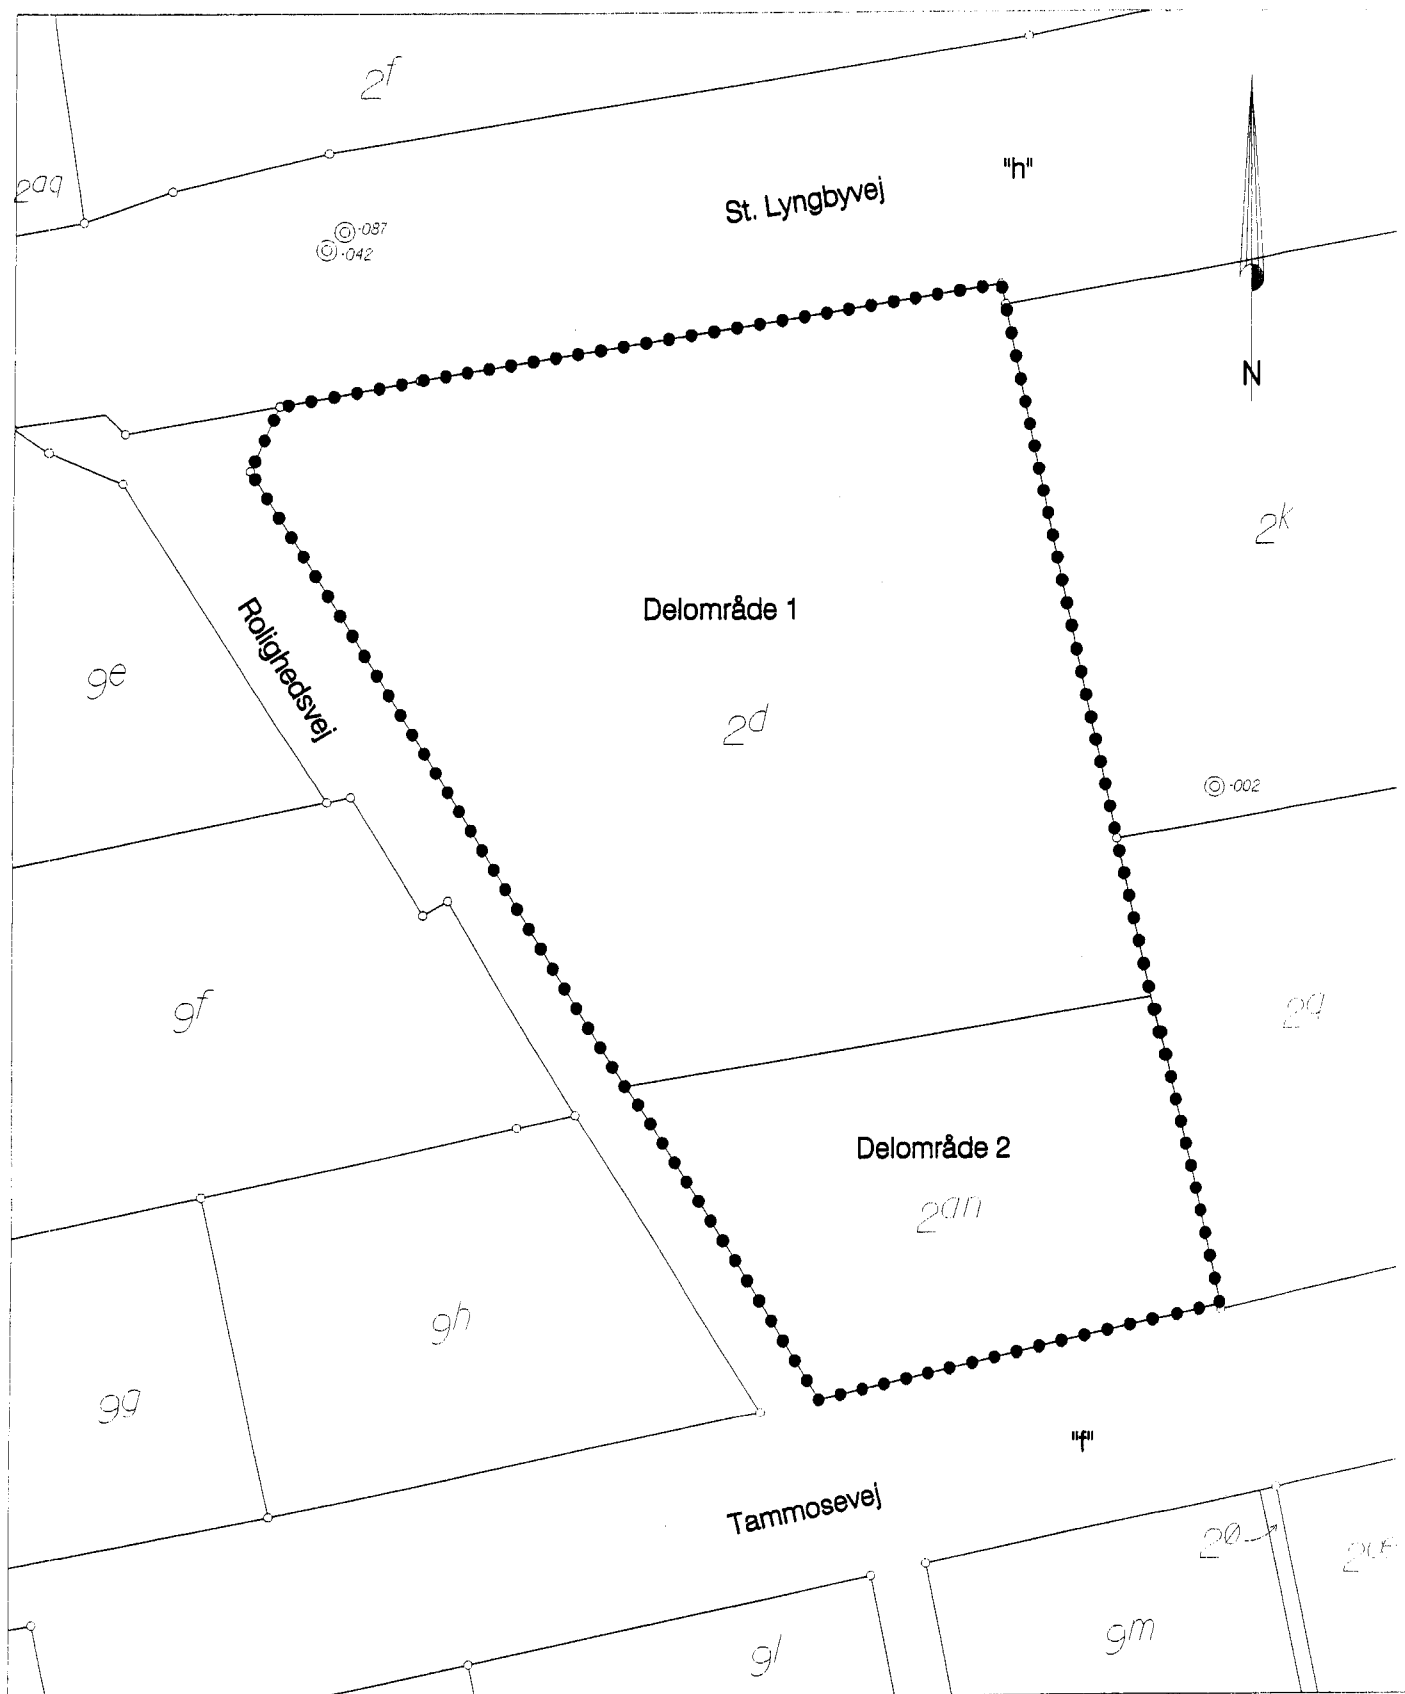 2f
"h"
2aq
St. Lyngbyvej
-087
-042
N
2k
Delområde 1
Rolighedsvej
9e
2d
-002
9f
2q
Delområde 2
2an
9h
9g
"f"
Tammosevej
2ø
9m
9l